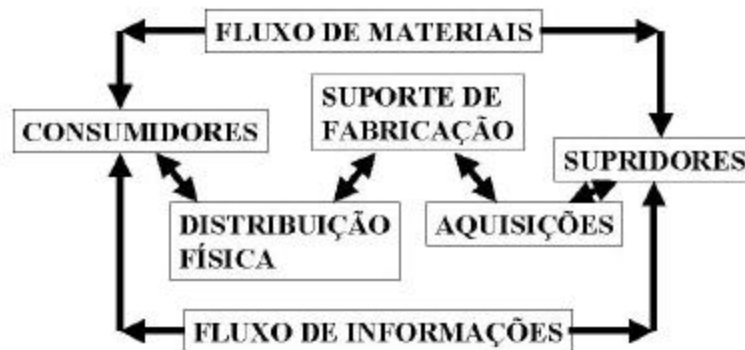 FLUXO DE MATERIAIS
SUPORTE DE
FABRICAÇÃO
CONSUMIDORES
SUPRIDORES
DISTRIBUIÇÃO
FÍSICA
AQUISIÇÕES
FLUXO DE INFORMAÇÕES